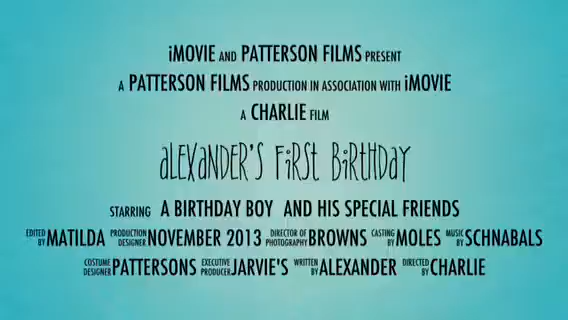 iMOVIE AND PATTERSON FILMS PRESENT
A PATTERSON FILMS PRODUCTION IN ASSOCIATION WITH iMOVIE
A CHARLIE FILM
aLEXaNDER'S FiRST BiRTHDAY
STARRING A BIRTHDAY BOY AND HIS SPECIAL FRIENDS
EDITED BY MATILDA PRODUCTION DESIGNER NOVEMBER 2013 DIRECTOR OF PHOTOGRAPHY BROWNS CASTING BY MOLES MUSIC BY SCHNABALS
COSTUME DESIGNER PATTERSONS EXECUTIVE PRODUCER JARVIE'S WRITTEN BY ALEXANDER DIRECTED BY CHARLIE